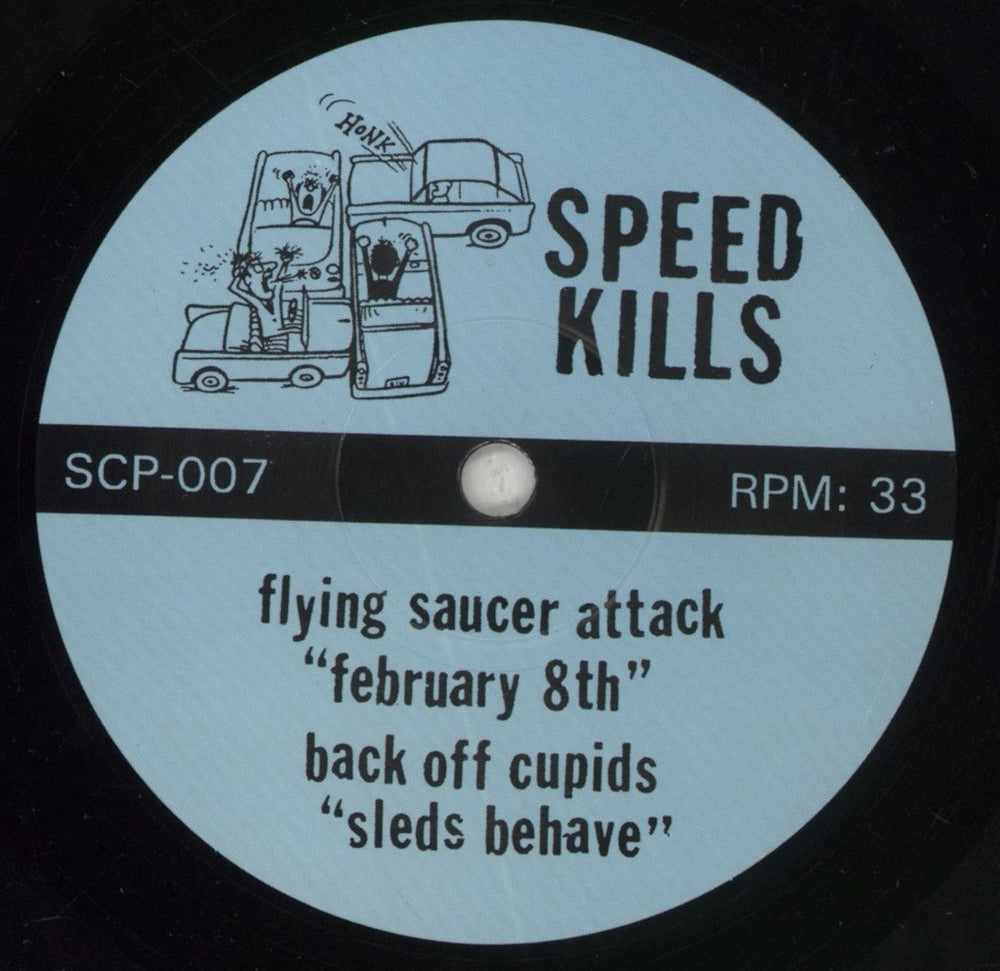 HONK
SPEED
KILLS
SCP-007
RPM: 33
flying saucer attack
“february 8th”
back off cupids
“sleds behave”